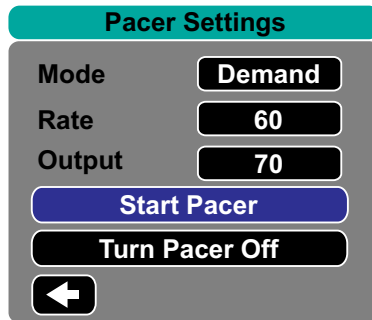 Pacer Settings
Mode Demand
Rate 60
Output 70
Start Pacer
Turn Pacer Off